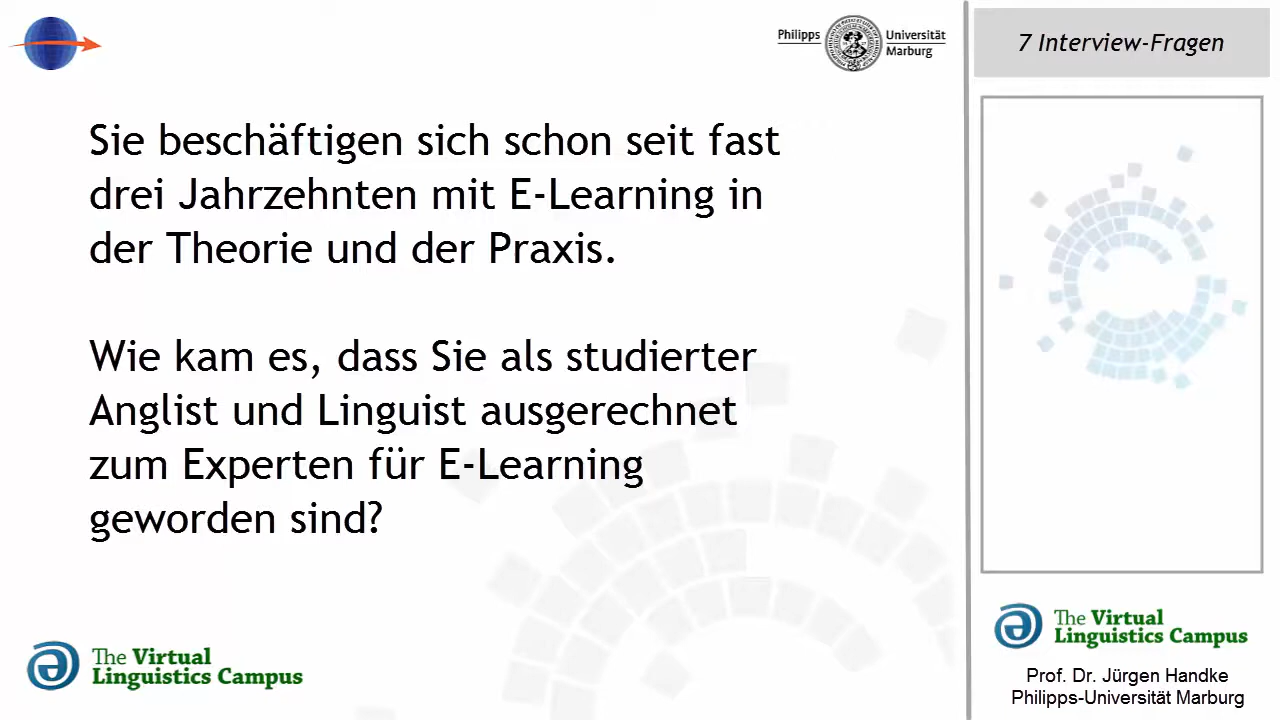 Philipps Universität
Marburg
7 Interview-Fragen
Sie beschäftigen sich schon seit fast
drei Jahrzehnten mit E-Learning in
der Theorie und der Praxis.
Wie kam es, dass Sie als studierter
Anglist und Linguist ausgerechnet
zum Experten für E-Learning
geworden sind?
The Virtual
Linguistics Campus
The Virtual
Linguistics Campus
Prof. Dr. Jürgen Handke
Philipps-Universität Marburg